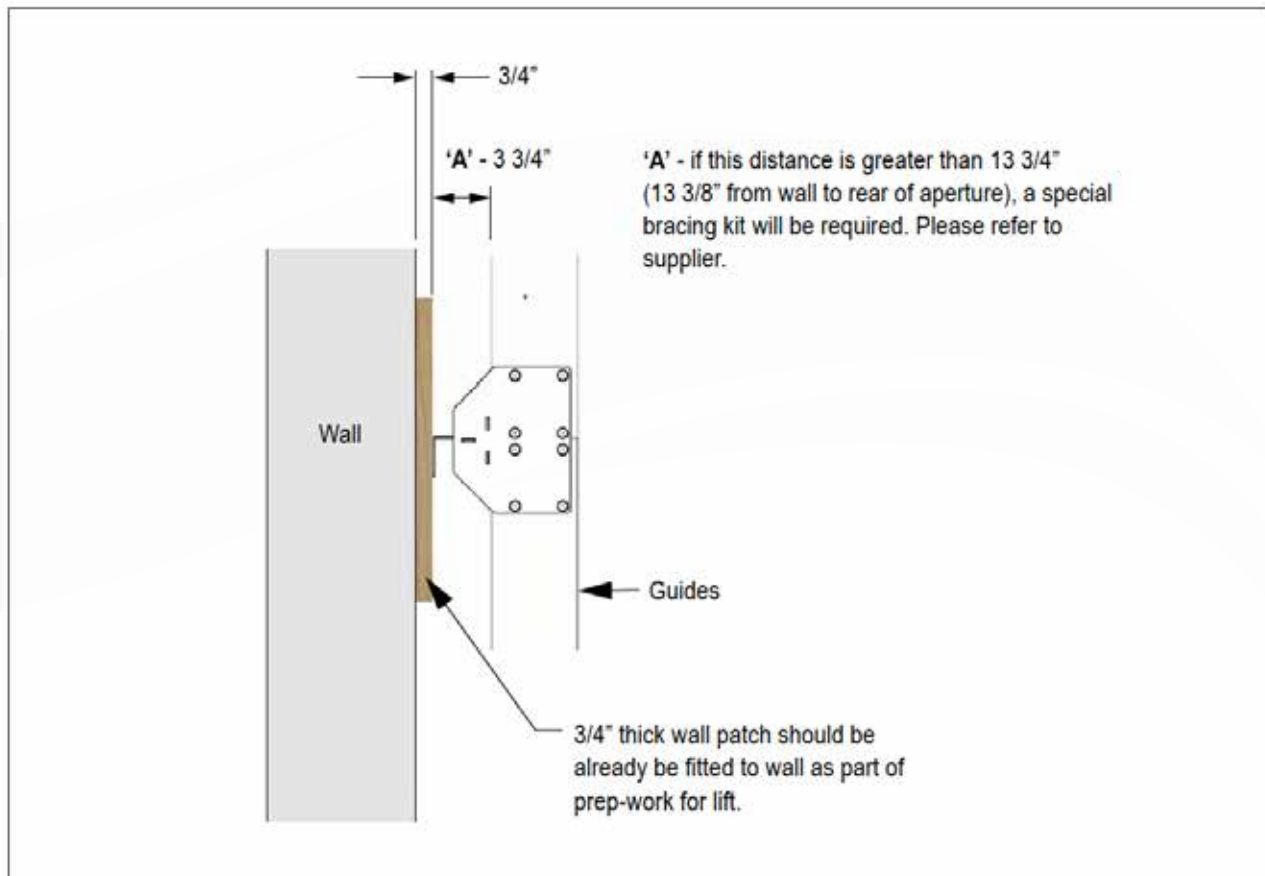 3/4”
‘A’ - 3 3/4”
‘A’ - if this distance is greater than 13 3/4”
(13 3/8” from wall to rear of aperture), a special
bracing kit will be required. Please refer to
supplier.
Wall
Guides
3/4” thick wall patch should be
already be fitted to wall as part of
prep-work for lift.